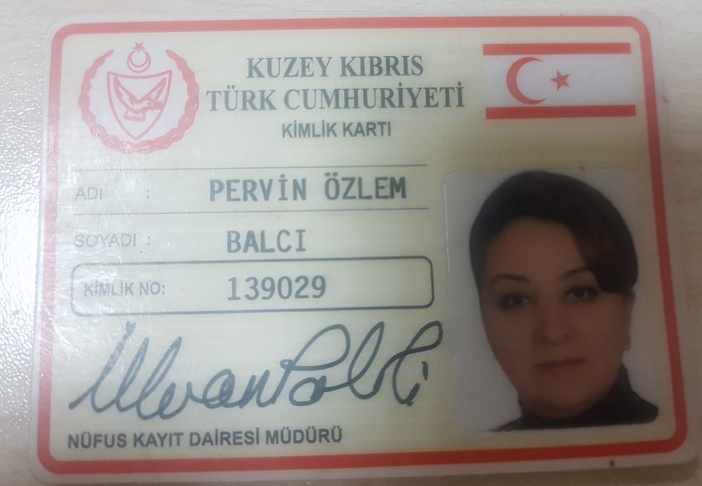 KUZEY KIBRIS
TÜRK CUMHURİYETİ
KİMLİK KARTI
ADI : PERVİN ÖZLEM
SOYADI : BALCI
KİMLİK NO: 139029
NÜFUS KAYIT DAİRESİ MÜDÜRÜ